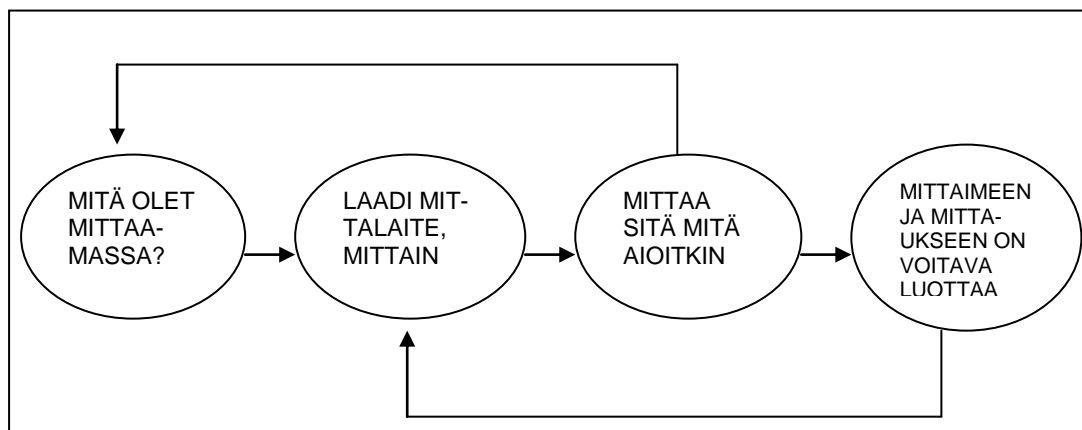 MITÄ OLET
MITTAA-
MASSA?
LAADI MIT-
TALAITE,
MITTAIN
MITTAA
SITÄ MITÄ
AIOITKIN
MITTAIMEEN
JA MITTA-
UKSEEN ON
VOITAVA
LUOTTAA